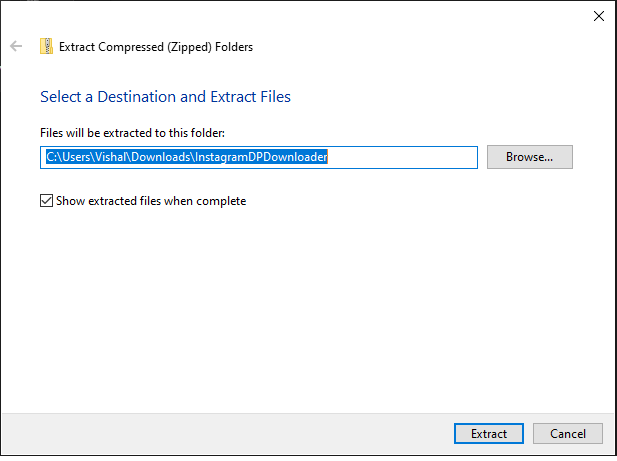 Extract Compressed (Zipped) Folders
Select a Destination and Extract Files
Files will be extracted to this folder:
C:\Users\Vishal\Downloads\InstagramDPDownloader
Browse...
Show extracted files when complete
Extract
Cancel